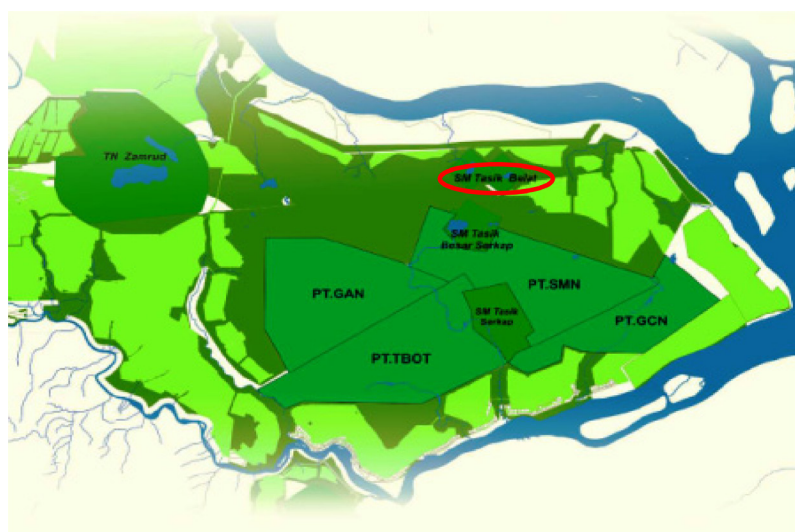 TN Zamrud
SM Tasik Belat
SM Tasik
Besar Serkap
PT.GAN
PT.SMN
SM Tasik
Serkap
PT.GCN
PT.TBOT